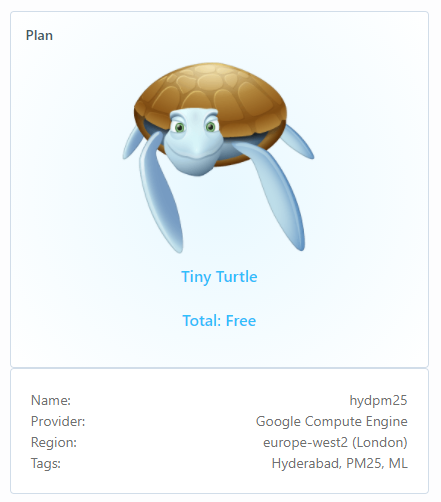 Plan
Tiny Turtle
Total: Free
Name: hydpm25
Provider: Google Compute Engine
Region: europe-west2 (London)
Tags: Hyderabad, PM25, ML